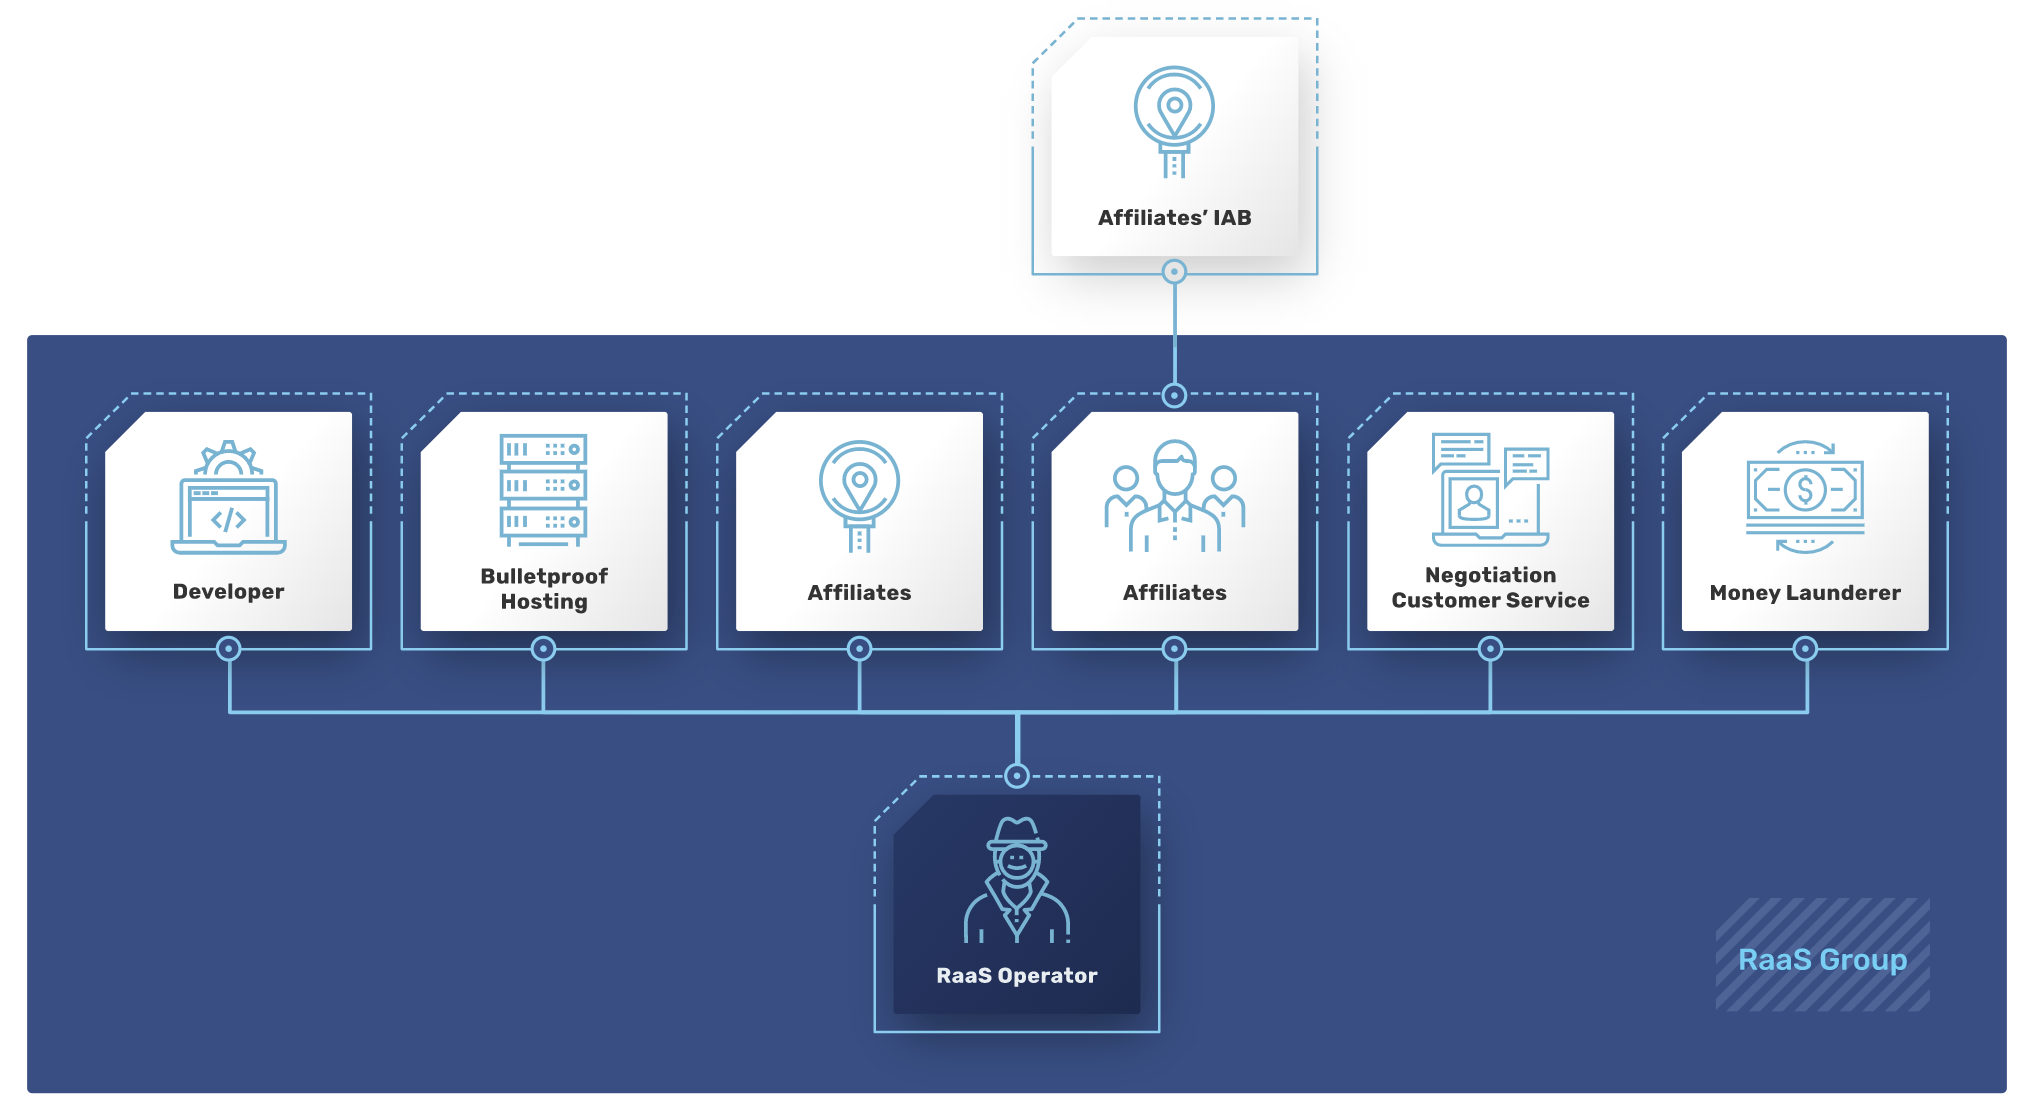 Affiliates’ IAB
Developer
Bulletproof
Hosting
Affiliates
Affiliates
Negotiation
Customer Service
Money Launderer
RaaS Operator
RaaS Group